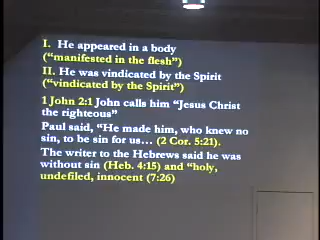 I.  He appeared in a body
("manifested in the flesh")
II. He was vindicated by the Spirit
("vindicated by the Spirit")
1 John 2:1 John calls him "Jesus Christ
the righteous"
Paul said, "He made him, who knew no
sin, to be sin for us... (2 Cor. 5:21).
The writer to the Hebrews said he was
without sin (Heb. 4:15) and "holy,
undefiled, innocent (7:26)